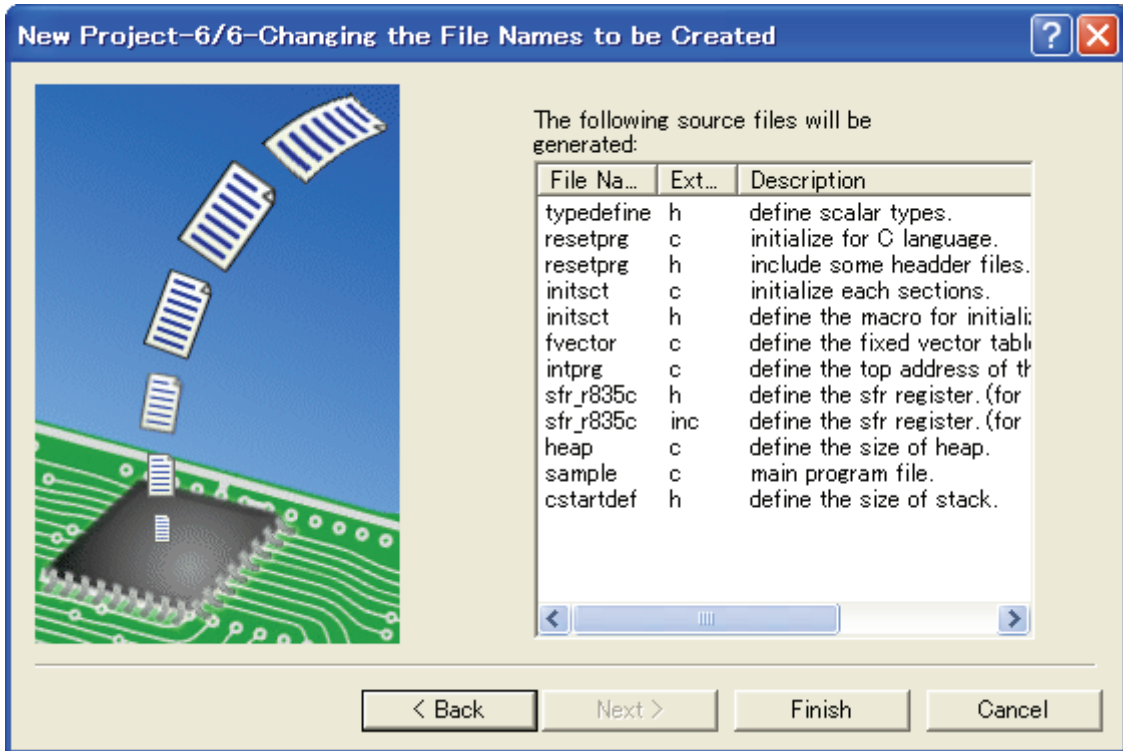 New Project-6/6-Changing the File Names to be Created
The following source files will be
generated:
File Na... Ext... Description
typedefine h define scalar types.
resetprg c initialize for C language.
resetprg h include some headder files.
initsct c initialize each sections.
initsct h define the macro for initiali
fvector c define the fixed vector tabl
intprg c define the top address of th
sfr_r835c h define the sfr register.(for
sfr_r835c inc define the sfr register.(for
heap c define the size of heap.
sample c main program file.
cstartdef h define the size of stack.
< Back Next > Finish Cancel